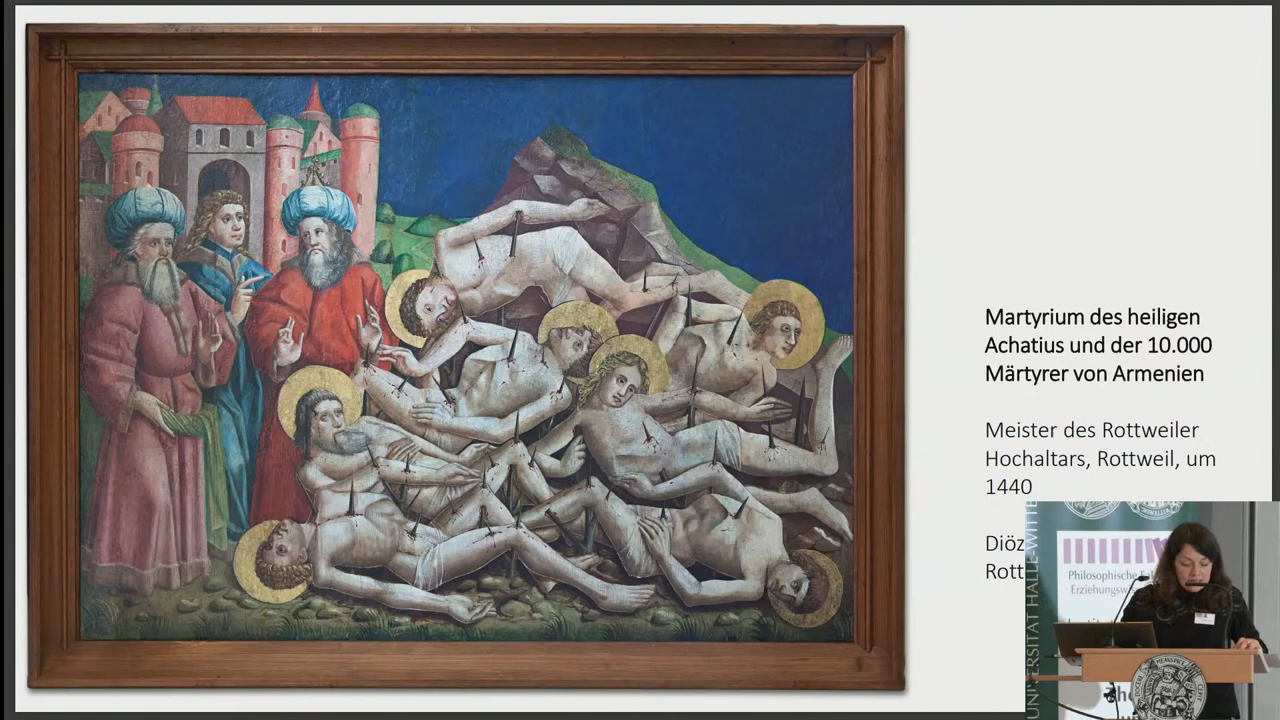 Martyrium des heiligen
Achatius und der 10.000
Märtyrer von Armenien
Meister des Rottweiler
Hochaltars, Rottweil, um
1440
Diöz
Rott
Philosophische
Erziehungswi